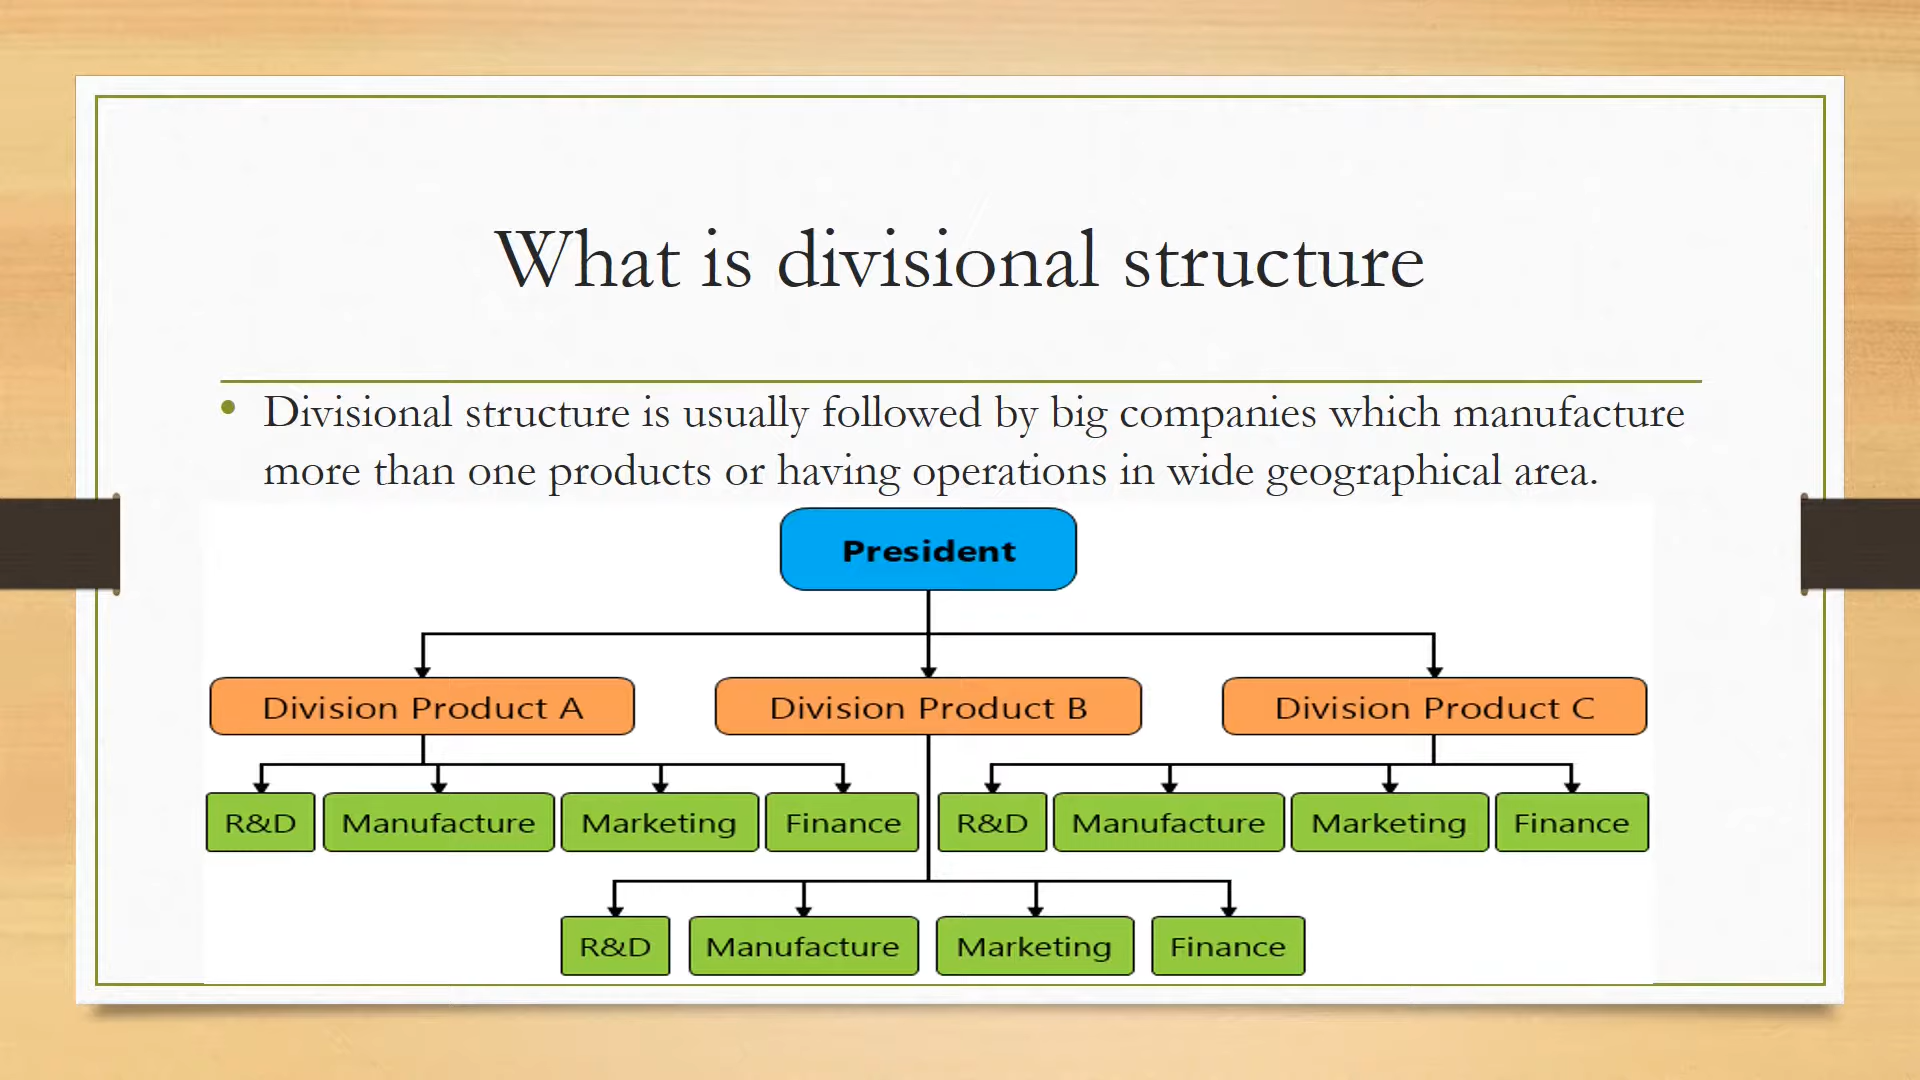 What is divisional structure
• Divisional structure is usually followed by big companies which manufacture
more than one products or having operations in wide geographical area.
President
Division Product A Division Product B Division Product C
R&D Manufacture Marketing Finance R&D Manufacture Marketing Finance
R&D Manufacture Marketing Finance